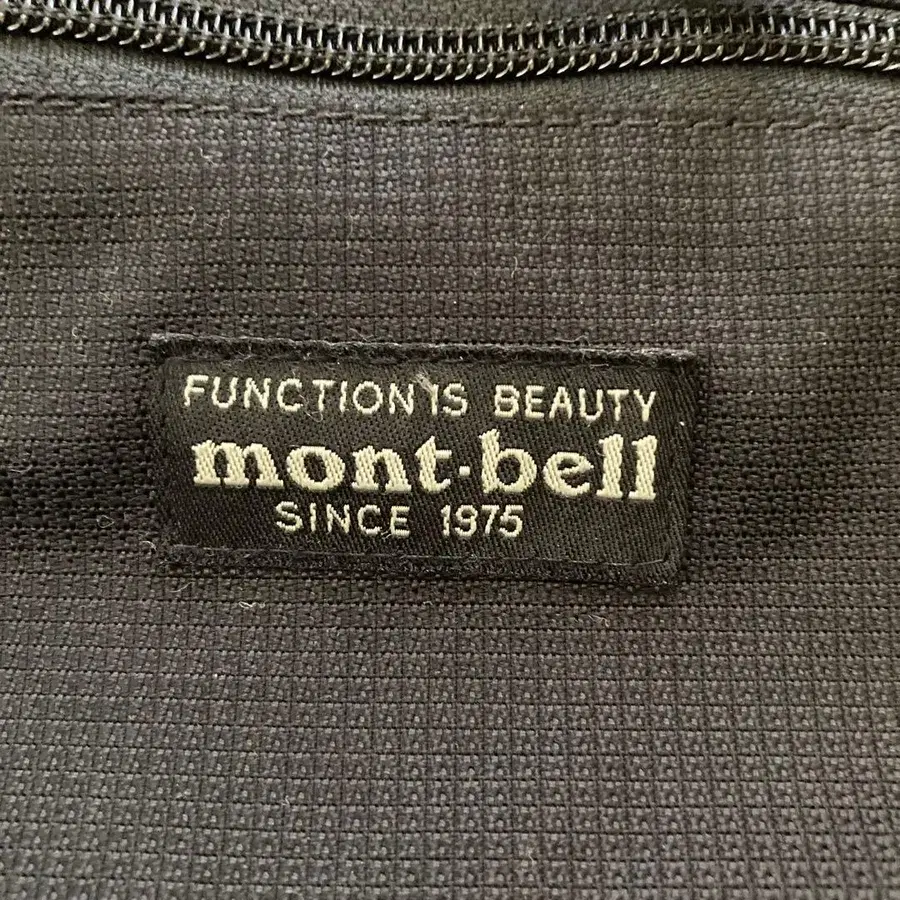 FUNCTION IS BEAUTY
mont-bell
SINCE 1975